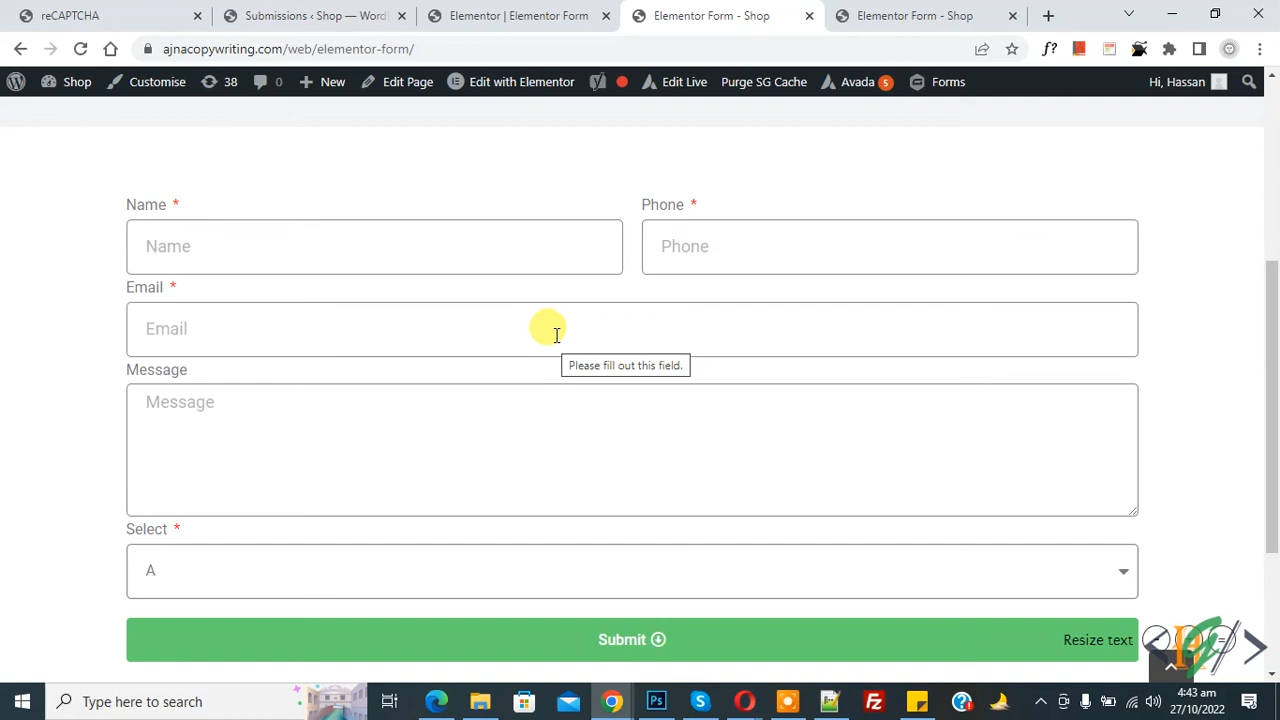 reCAPTCHA
Submissions ‹ Shop — Word
Elementor | Elementor Form
Elementor Form - Shop
Elementor Form - Shop
ajnacopywriting.com/web/elementor-form/
f?
Shop
Customise
38
0
New
Edit Page
Edit with Elementor
Edit Live
Purge SG Cache
Avada 5
Forms
Hi, Hassan
Name *
Phone *
Name
Phone
Email *
Email
Please fill out this field.
Message
Message
Select *
A
Submit
Resize text
Type here to search
Ps
4:43 am
27/10/2022